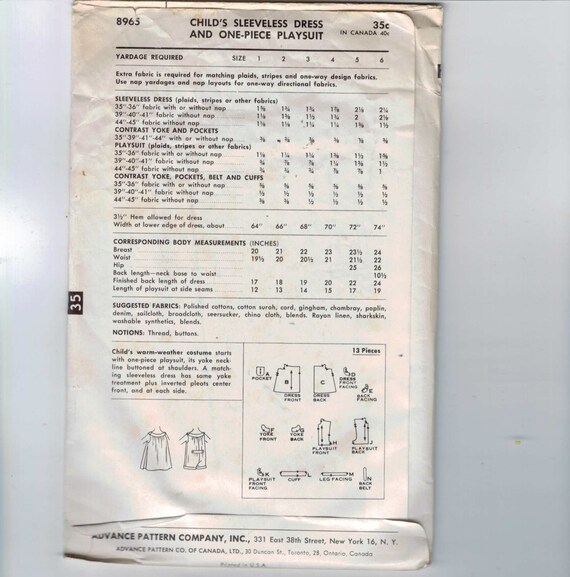 8965
CHILD'S SLEEVELESS DRESS
AND ONE-PIECE PLAYSUIT
35c
IN CANADA 40c
YARDAGE REQUIRED SIZE 1 2 3 4 5 6
Extra fabric is required for matching plaids, stripes and one-way design fabrics.
Use nap yardages and nap layouts for one-way directional fabrics.
SLEEVELESS DRESS (plaids, stripes or other fabrics)
35"-36" fabric with or without nap
39"-40"-41" fabric without nap
44"-45" fabric without nap
CONTRAST YOKE AND POCKETS
35"-39"-41"-44" with or without nap
PLAYSUIT (plaids, stripes or other fabrics)
35"-36" fabric with or without nap
39"-40"-41" fabric without nap
44"-45" fabric without nap
CONTRAST YOKE, POCKETS, BELT AND CUFFS
35"-36" fabric with or without nap
39"-40"-41" fabric without nap
44"-45" fabric without nap
3½" Hem allowed for dress
Width at lower edge of dress, about 64" 66" 68" 70" 72" 74"
CORRESPONDING BODY MEASUREMENTS (INCHES)
Breast 20 21 22 23 23½ 24
Waist 19½ 20 20½ 21 21½ 22
Hip 25 26
Back length—neck base to waist 10½
Finished back length of dress 17 18 19 20 22 24
Length of playsuit at side seams 12 13 14 15 17 19
35
SUGGESTED FABRICS: Polished cottons, cotton surah, cord, gingham, chambray, poplin,
denim, sailcloth, broadcloth, seersucker, china cloth, blends. Rayon linen, sharkskin,
washable synthetics, blends.
NOTIONS: Thread, buttons.
Child's warm-weather costume starts
with one-piece playsuit, its yoke neck-
line buttoned at shoulders. A match-
ing sleeveless dress has same yoke
treatment plus inverted pleats center
front, and at each side.
13 Pieces
A
POCKET
B
DRESS
FRONT
C
DRESS
BACK
D
DRESS
FRONT
FACING
E
BACK
FACING
F
YOKE
FRONT
G
YOKE
BACK
H
PLAYSUIT
FRONT
J
PLAYSUIT
BACK
K
PLAYSUIT
FRONT
FACING
L
CUFF
M
LEG FACING
N
BACK
BELT
ADVANCE PATTERN COMPANY, INC., 331 East 38th Street, New York 16, N. Y.
ADVANCE PATTERN CO. OF CANADA, LTD., 30 Duncan St., Toronto, 28, Ontario, Canada
Printed in U.S.A.